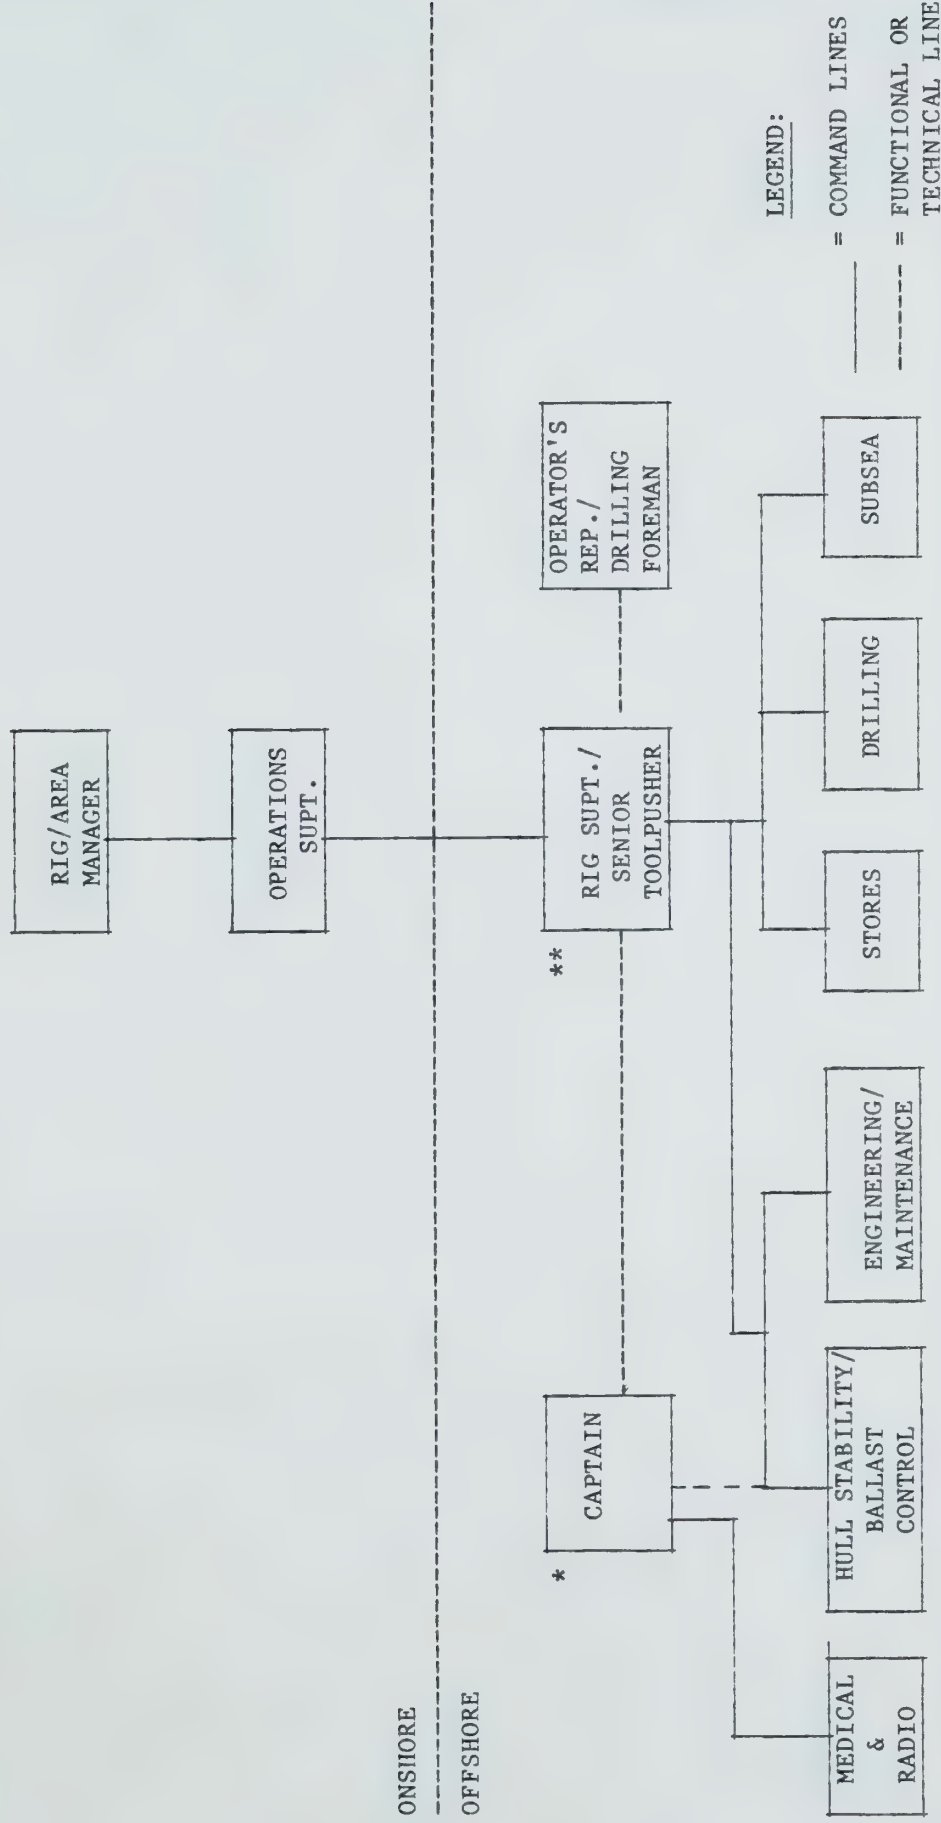 RIG/AREA
MANAGER
OPERATIONS
SUPT.
ONSHORE
OFFSHORE
*
CAPTAIN
**
RIG SUPT./
SENIOR
TOOLPUSHER
OPERATOR'S
REP./
DRILLING
FOREMAN
MEDICAL
&
RADIO
HULL STABILITY/
BALLAST
CONTROL
ENGINEERING/
MAINTENANCE
STORES
DRILLING
SUBSEA
LEGEND:
= COMMAND LINES
= FUNCTIONAL OR
TECHNICAL LINE